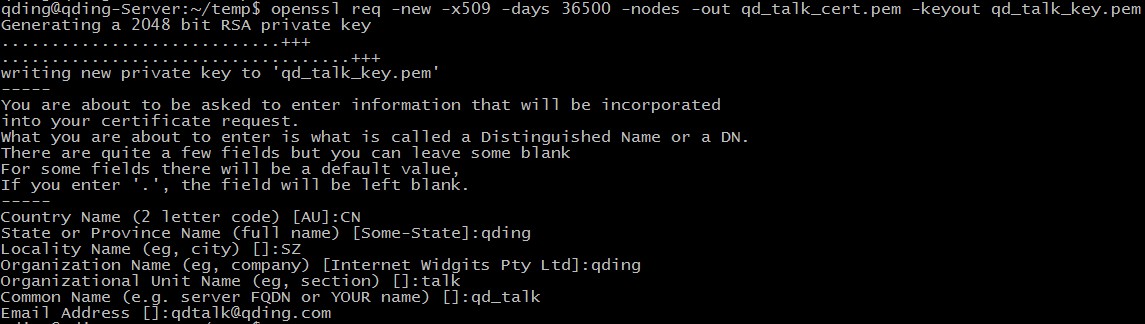 qding@qding-Server:~/temp$ openssl req -new -x509 -days 36500 -nodes -out qd_talk_cert.pem -keyout qd_talk_key.pem
Generating a 2048 bit RSA private key
............................+++
...................................+++
writing new private key to 'qd_talk_key.pem'
-----
You are about to be asked to enter information that will be incorporated
into your certificate request.
What you are about to enter is what is called a Distinguished Name or a DN.
There are quite a few fields but you can leave some blank
For some fields there will be a default value,
If you enter '.', the field will be left blank.
-----
Country Name (2 letter code) [AU]:CN
State or Province Name (full name) [Some-State]:qding
Locality Name (eg, city) []:SZ
Organization Name (eg, company) [Internet Widgits Pty Ltd]:qding
Organizational Unit Name (eg, section) []:talk
Common Name (e.g. server FQDN or YOUR name) []:qd_talk
Email Address []:qdtalk@qding.com